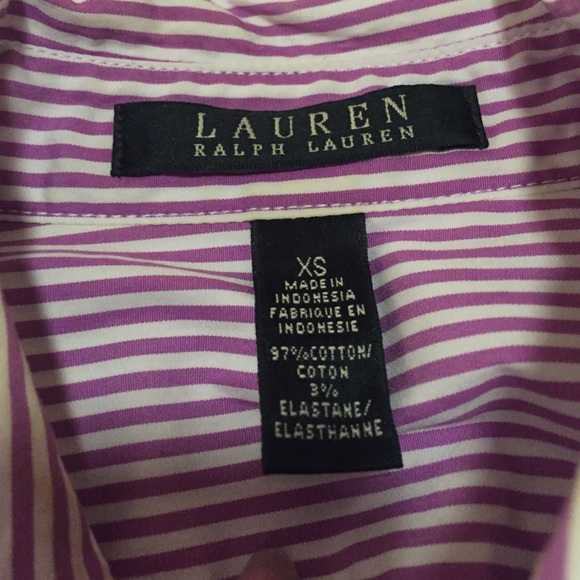 LAUREN
RALPH LAUREN
XS
MADE IN
INDONESIA
FABRIQUE EN
INDONESIE
97%COTTON/
COTON
3%
ELASTANE/
ELASTHANNE